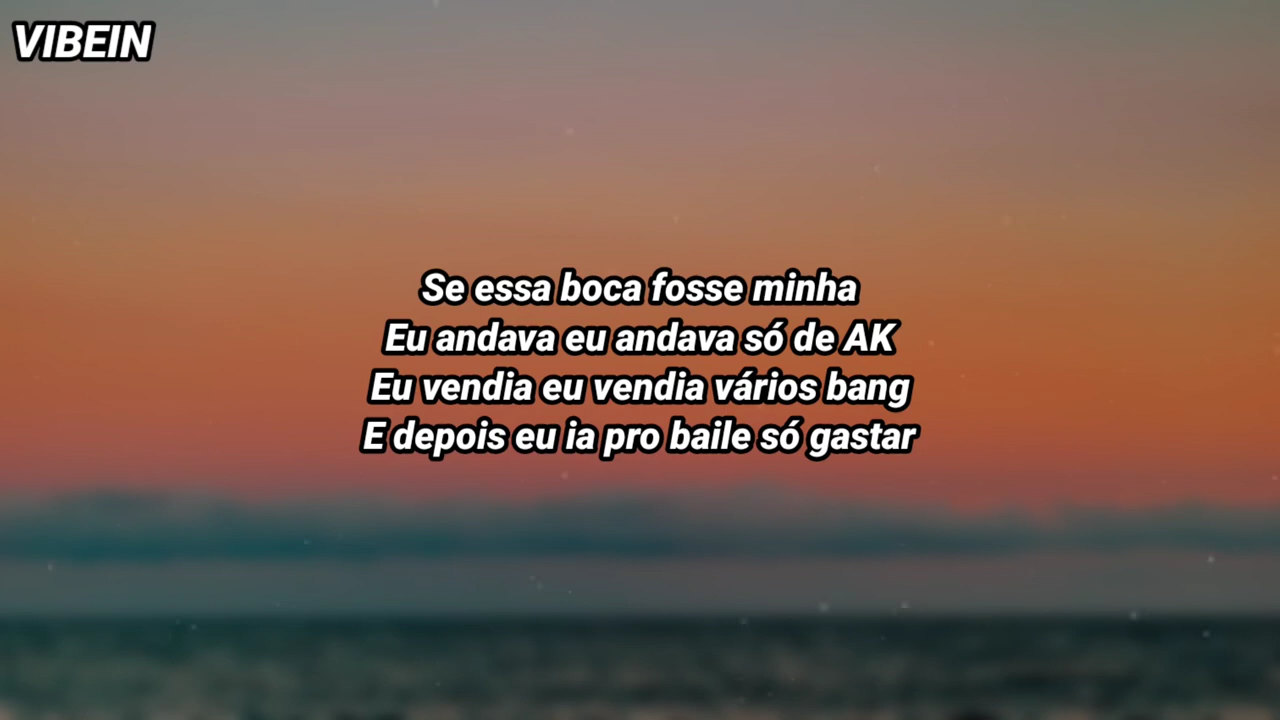 VIBEIN
Se essa boca fosse minha
Eu andava eu andava só de AK
Eu vendia eu vendia vários bang
E depois eu ia pro baile só gastar